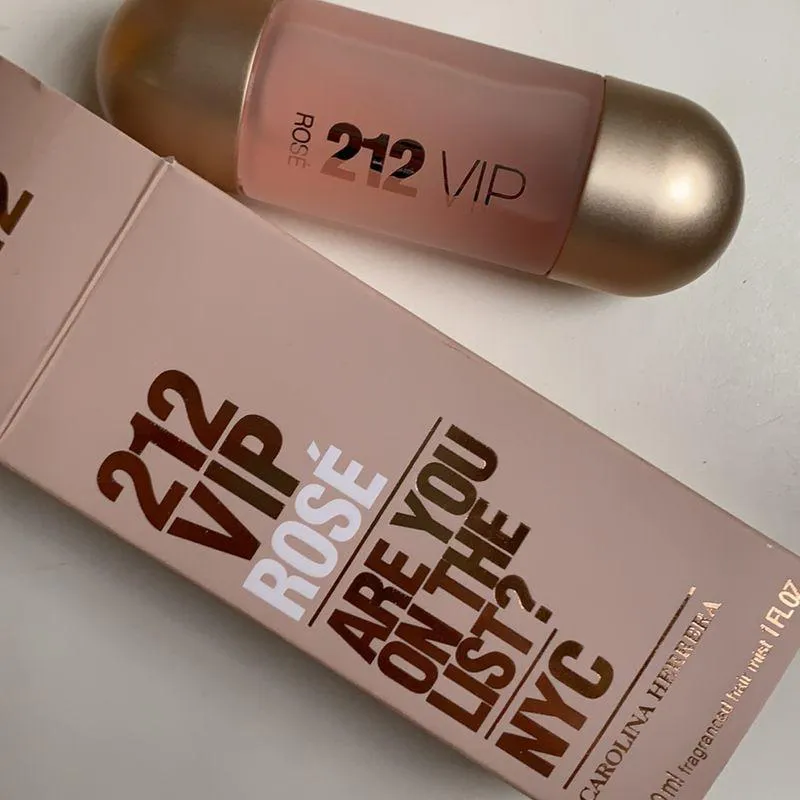 212 VIP
ROSÉ
212
VIP
ROSÉ
ARE YOU
ON THE
LIST?
NYC
CAROLINA HERRERA
0ml fragranced hair mist 1 FL OZ